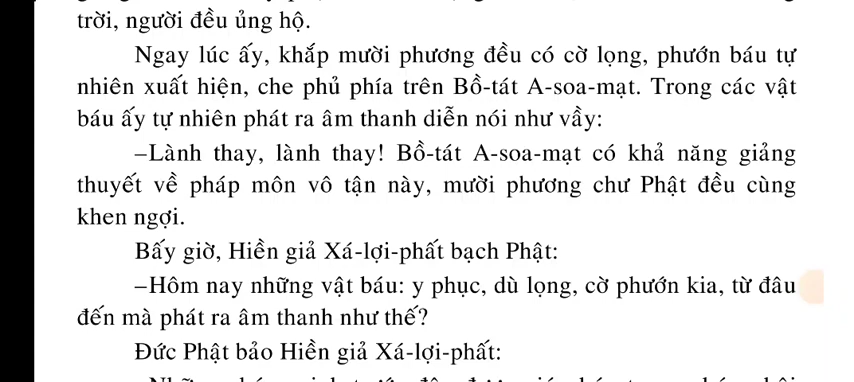 trời, người đều ủng hộ.
Ngay lúc ấy, khắp mười phương đều có cờ lọng, phướn báu tự
nhiên xuất hiện, che phủ phía trên Bồ-tát A-soa-mạt. Trong các vật
báu ấy tự nhiên phát ra âm thanh diễn nói như vầy:
–Lành thay, lành thay! Bồ-tát A-soa-mạt có khả năng giảng
thuyết về pháp môn vô tận này, mười phương chư Phật đều cùng
khen ngợi.
Bấy giờ, Hiền giả Xá-lợi-phất bạch Phật:
–Hôm nay những vật báu: y phục, dù lọng, cờ phướn kia, từ đâu
đến mà phát ra âm thanh như thế?
Đức Phật bảo Hiền giả Xá-lợi-phất: